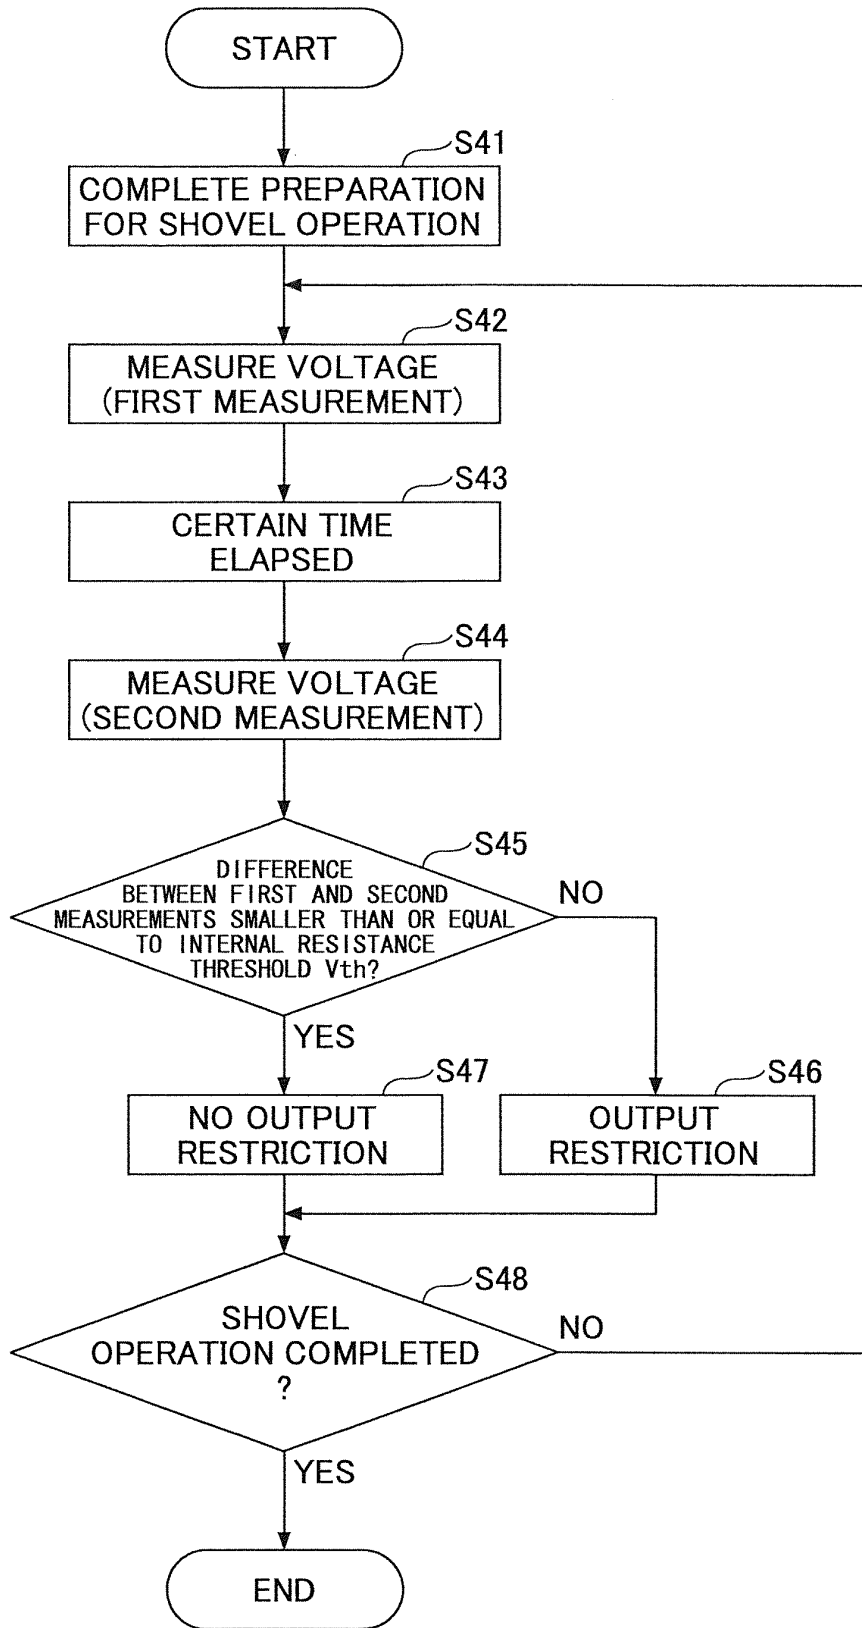 START
S41
COMPLETE PREPARATION
FOR SHOVEL OPERATION
S42
MEASURE VOLTAGE
(FIRST MEASUREMENT)
S43
CERTAIN TIME
ELAPSED
S44
MEASURE VOLTAGE
(SECOND MEASUREMENT)
S45
DIFFERENCE
BETWEEN FIRST AND SECOND
MEASUREMENTS SMALLER THAN OR EQUAL
TO INTERNAL RESISTANCE
THRESHOLD Vth?
NO
YES
S47
NO OUTPUT
RESTRICTION
S46
OUTPUT
RESTRICTION
S48
SHOVEL
OPERATION COMPLETED
?
NO
YES
END